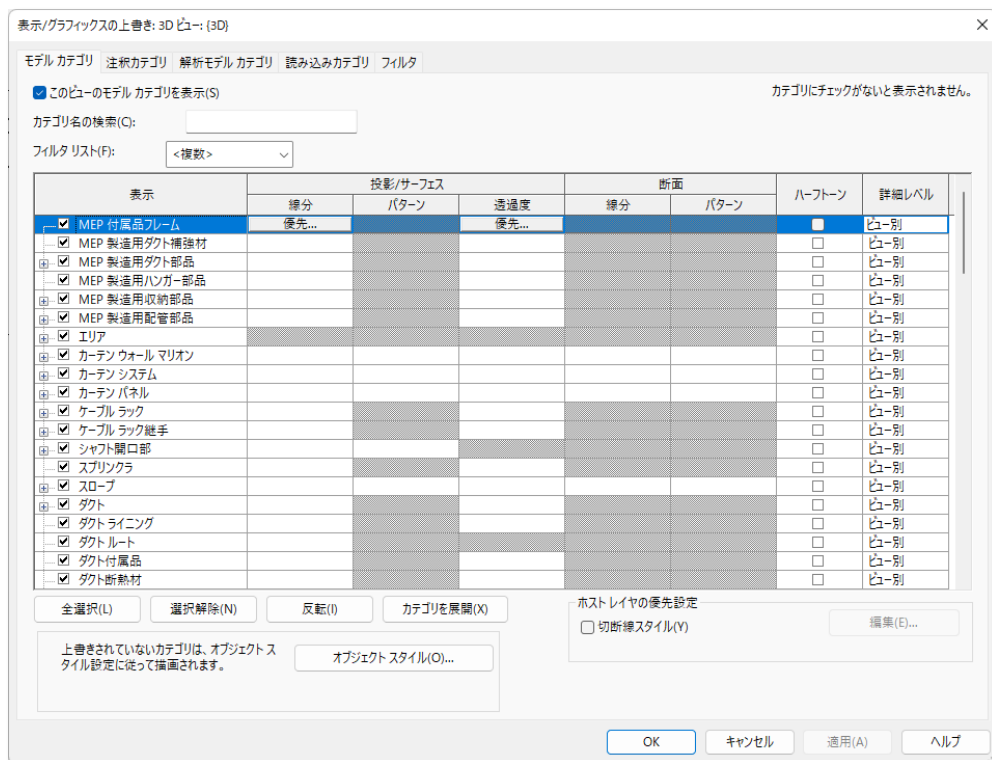 表示/グラフィックスの上書き: 3D ビュー: {3D}
モデル カテゴリ 注釈カテゴリ 解析モデル カテゴリ 読み込みカテゴリ フィルタ
このビューのモデル カテゴリを表示(S)
カテゴリにチェックがないと表示されません。
カテゴリ名の検索(C):
フィルタ リスト(F): <複数>
表示 投影/サーフェス 断面 ハーフトーン 詳細レベル
線分 パターン 透過度 線分 パターン
MEP 付属品フレーム 優先... 優先... ビュー別
MEP 製造用ダクト補強材 ビュー別
MEP 製造用ダクト部品 ビュー別
MEP 製造用ハンガー部品 ビュー別
MEP 製造用収納部品 ビュー別
MEP 製造用配管部品 ビュー別
エリア ビュー別
カーテン ウォール マリオン ビュー別
カーテン システム ビュー別
カーテン パネル ビュー別
ケーブル ラック ビュー別
ケーブル ラック継手 ビュー別
シャフト開口部 ビュー別
スプリンクラ ビュー別
スロープ ビュー別
ダクト ビュー別
ダクト ライニング ビュー別
ダクト ルート ビュー別
ダクト付属品 ビュー別
ダクト断熱材 ビュー別
全選択(L) 選択解除(N) 反転(I) カテゴリを展開(X)
ホスト レイヤの優先設定
切断線スタイル(Y) 編集(E)...
上書きされていないカテゴリは、オブジェクト ス
タイル設定に従って描画されます。
オブジェクト スタイル(O)...
OK キャンセル 適用(A) ヘルプ